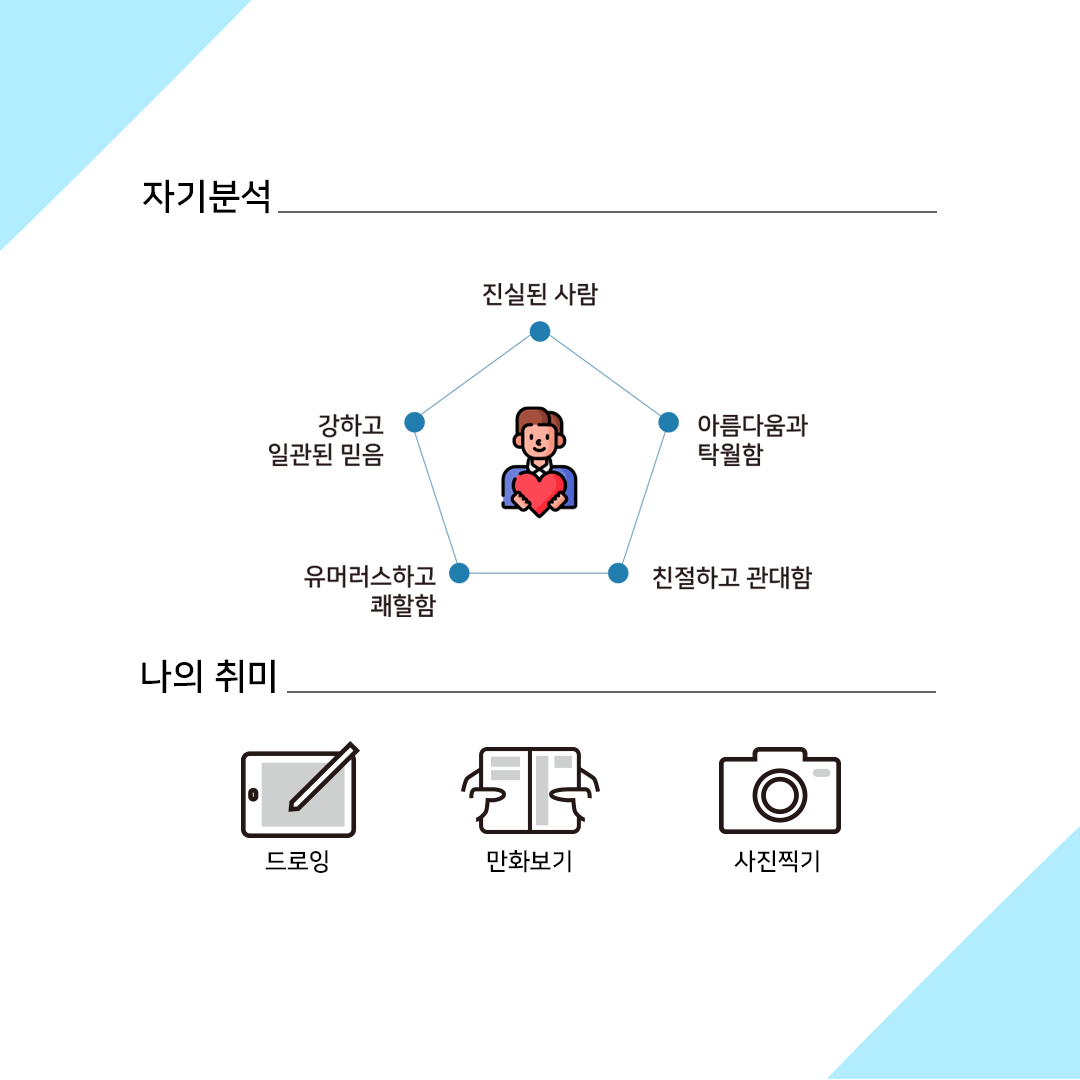 자기분석
진실된 사람
강하고
일관된 믿음
아름다움과
탁월함
유머러스하고
쾌할함
친절하고 관대함
나의 취미
드로잉
만화보기
사진찍기